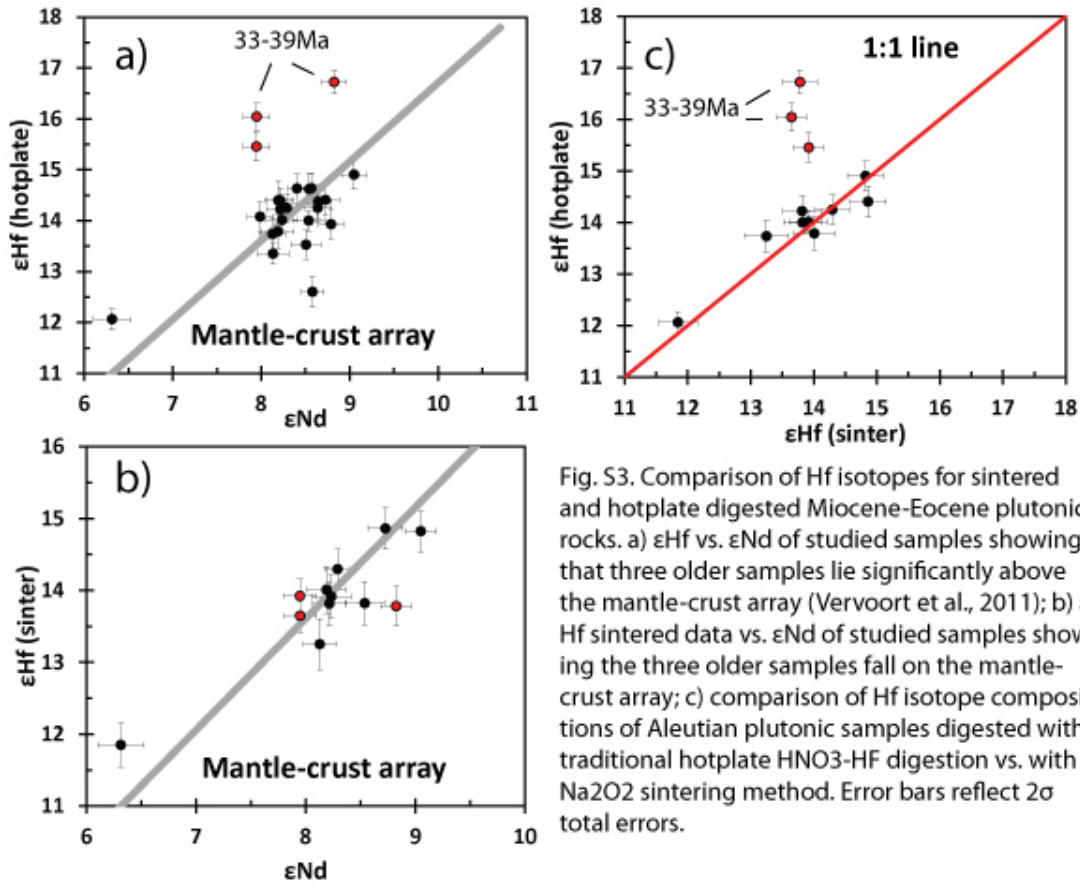 18
17
16
15
14
13
12
11
εHf (hotplate)
a)
33-39Ma
Mantle-crust array
6 7 8 9 10 11
εNd
18
17
16
15
14
13
12
11
εHf (hotplate)
c)
1:1 line
33-39Ma
11 12 13 14 15 16 17 18
εHf (sinter)
16
15
14
13
12
11
εHf (sinter)
b)
Mantle-crust array
6 7 8 9 10
εNd
Fig. S3. Comparison of Hf isotopes for sintered
and hotplate digested Miocene-Eocene plutonic
rocks. a) εHf vs. εNd of studied samples showing
that three older samples lie significantly above
the mantle-crust array (Vervoort et al., 2011); b)
Hf sintered data vs. εNd of studied samples show
ing the three older samples fall on the mantle-
crust array; c) comparison of Hf isotope composi
tions of Aleutian plutonic samples digested with
traditional hotplate HNO3-HF digestion vs. with
Na2O2 sintering method. Error bars reflect 2σ
total errors.